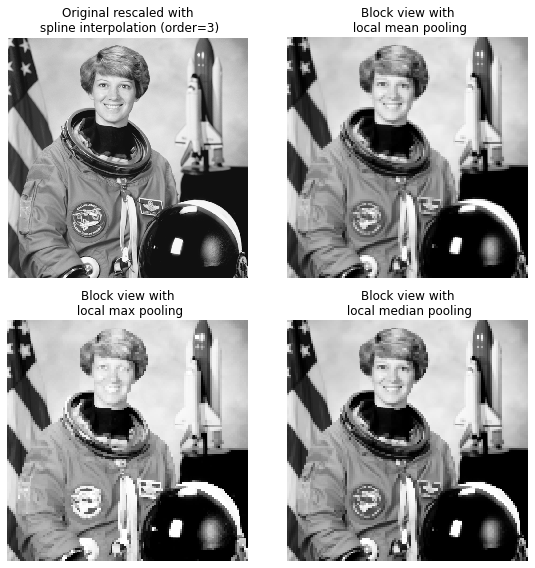 Original rescaled with
spline interpolation (order=3)
Block view with
local mean pooling
Block view with
local max pooling
Block view with
local median pooling